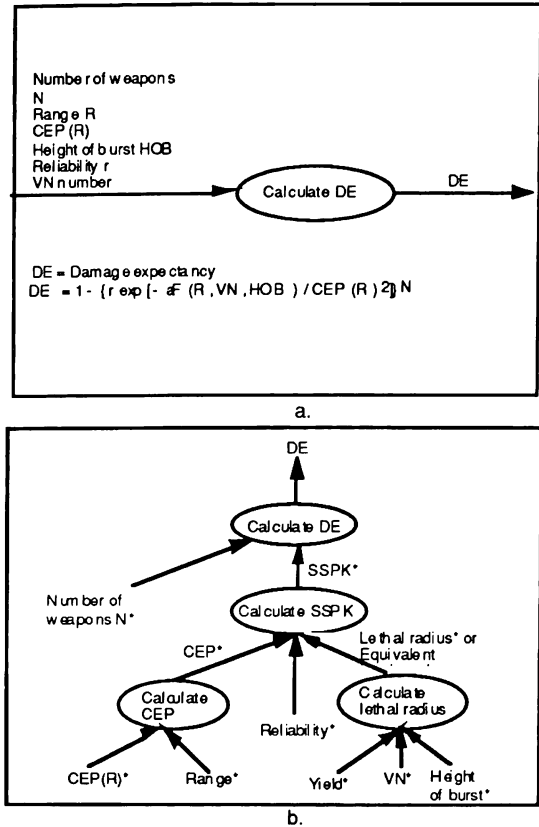 Number of weapons
N
Range R
CEP (R)
Height of burst HOB
Reliability r
VN number
Calculate DE
DE
DE = Damage expectancy
DE = 1 - {r exp [- aF (R, VN, HOB ) / CEP (R) 2]} N
a.
DE
Calculate DE
SSPK*
Number of
weapons N*
Calculate SSPK
CEP*
Lethal radius* or
Equivalent
Calculate
CEP
Calculate
lethal radius
Reliability*
CEP(R)*
Range*
Yield*
VN*
Height
of burst*
b.